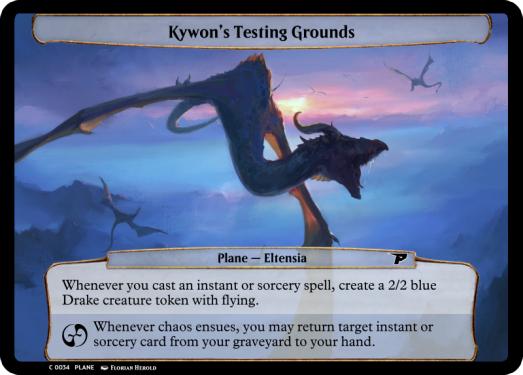 Kywon's Testing Grounds
Plane — Eltensia
Whenever you cast an instant or sorcery spell, create a 2/2 blue
Drake creature token with flying.
Whenever chaos ensues, you may return target instant or
sorcery card from your graveyard to your hand.
C 0034 PLANE Florian Herold